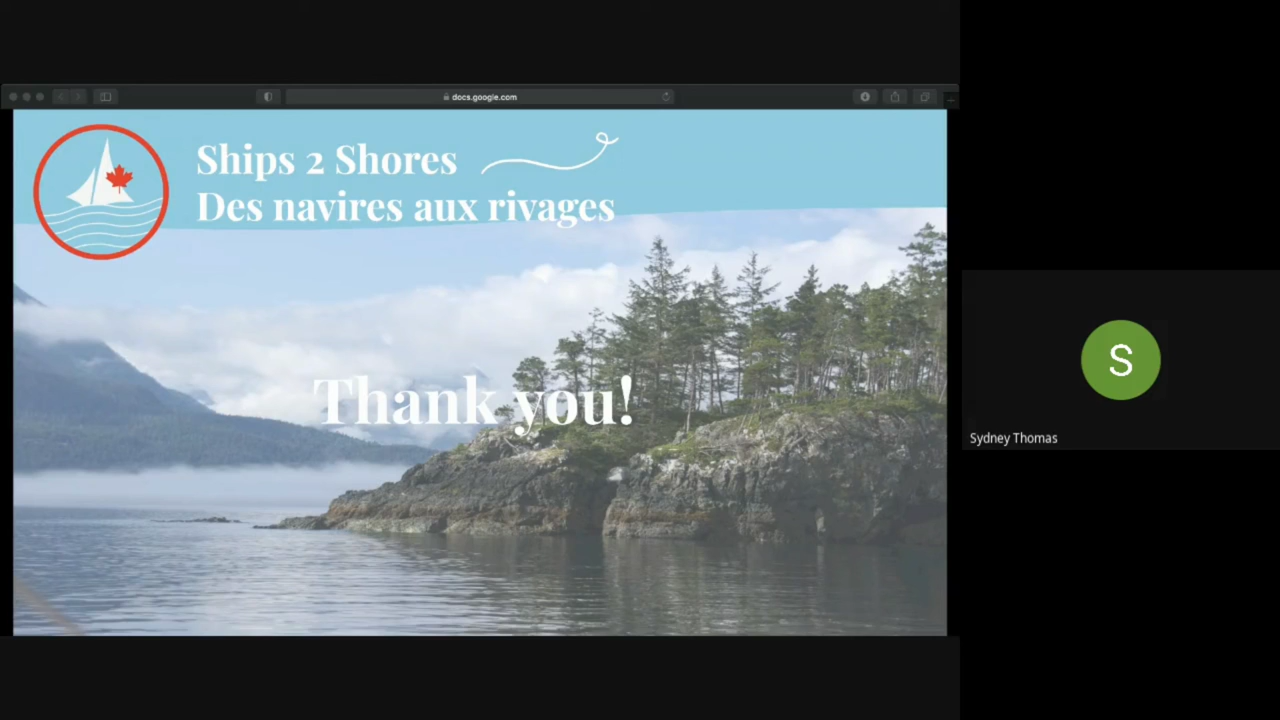 docs.google.com
Ships 2 Shores
Des navires aux rivages
Thank you!
S
Sydney Thomas